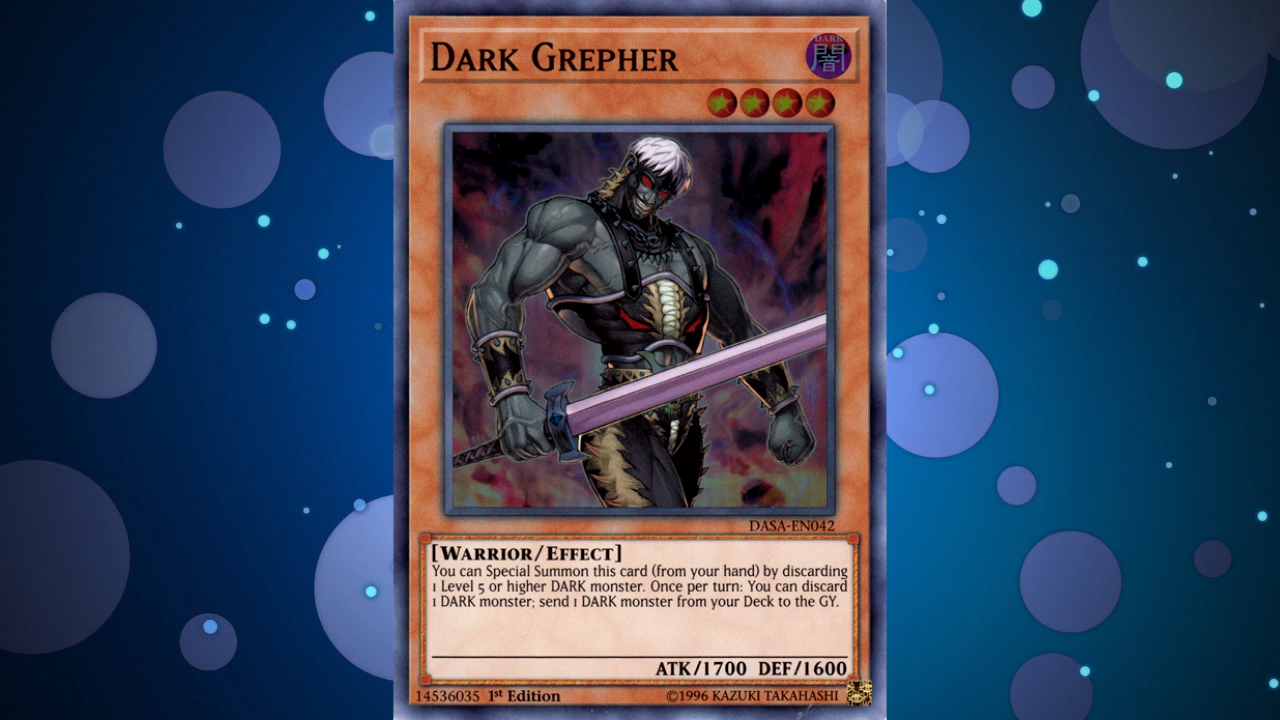 DARK GREPHER
DARK
闇
DASA-EN042
[WARRIOR/EFFECT]
You can Special Summon this card (from your hand) by discarding
1 Level 5 or higher DARK monster. Once per turn: You can discard
1 DARK monster; send 1 DARK monster from your Deck to the GY.
ATK/1700 DEF/1600
14536035 1st Edition ©1996 KAZUKI TAKAHASHI